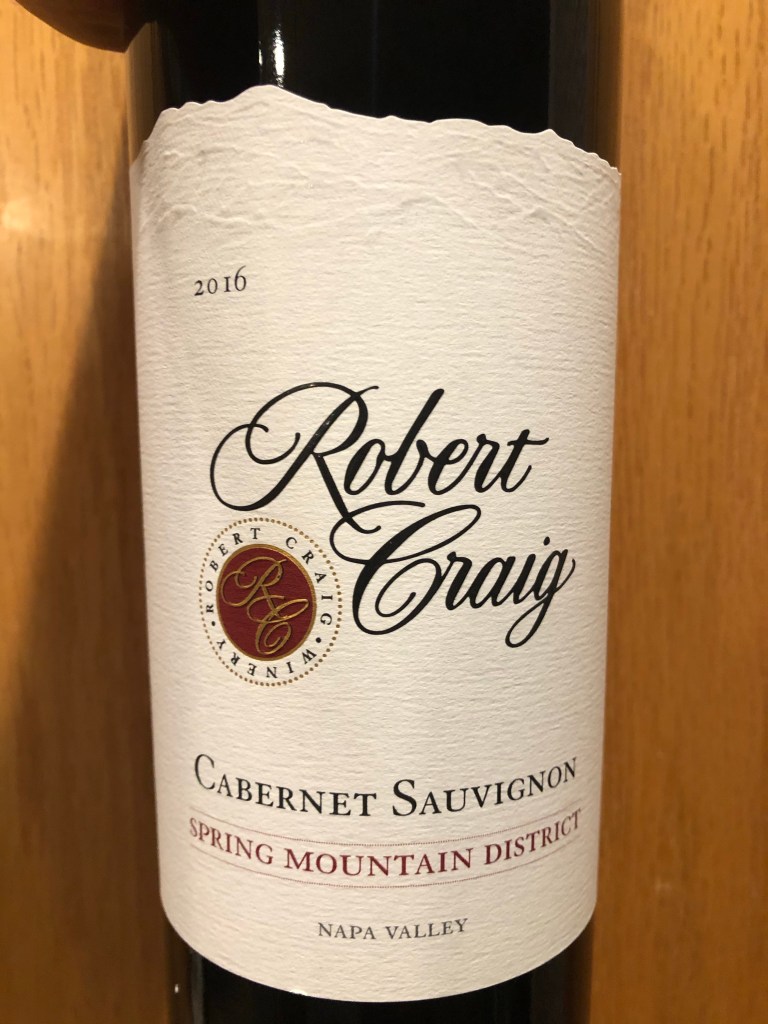 2016
Robert
Craig
ROBERT CRAIG • WINERY •
RC
CABERNET SAUVIGNON
SPRING MOUNTAIN DISTRICT
NAPA VALLEY